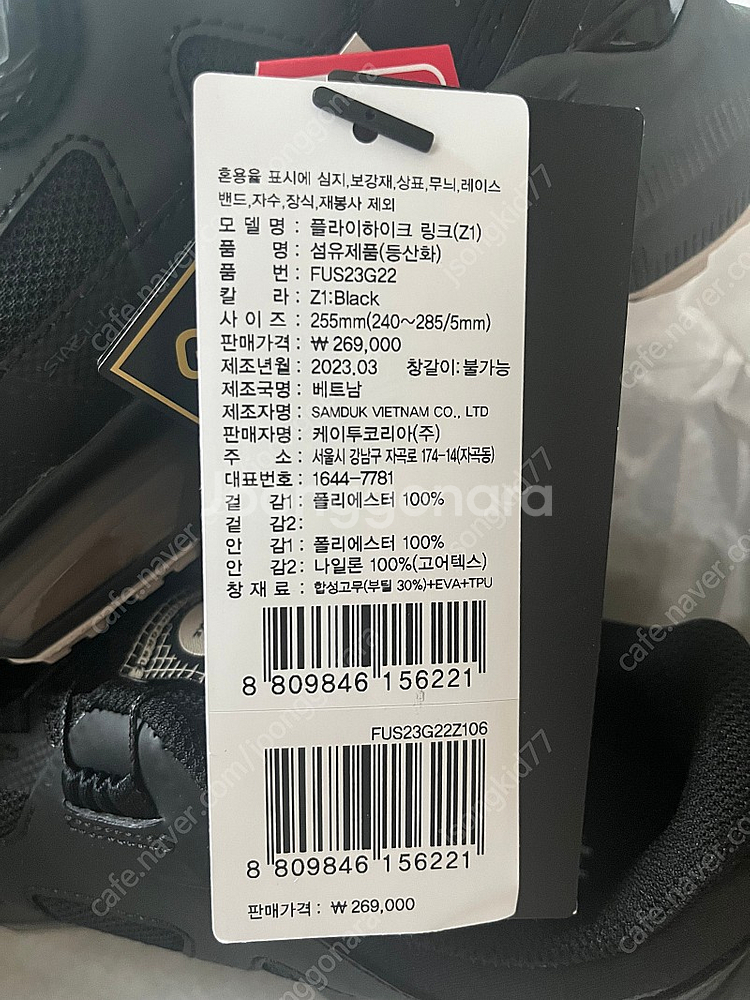 혼용율 표시에 심지,보강재,상표,무늬,레이스
밴드,자수,장식,재봉사 제외
모 델 명 : 플라이하이크 링크(Z1)
품 명 : 섬유제품(등산화)
품 번 : FUS23G22
칼 라 : Z1:Black
사 이 즈 : 255mm(240~285/5mm)
판매가격 : ₩ 269,000
제조년월 : 2023.03 창갈이:불가능
제조국명 : 베트남
제조자명 : SAMDUK VIETNAM CO., LTD
판매자명 : 케이투코리아(주)
주 소 : 서울시 강남구 자곡로 174-14(자곡동)
대표번호 : 1644-7781
겉 감1 : 폴리에스터 100%
겉 감2:
안 감1 : 폴리에스터 100%
안 감2 : 나일론 100%(고어텍스)
창 재 료 : 합성고무(부틸 30%)+EVA+TPU
8 809846 156221
FUS23G22Z106
8 809846 156221
판매가격 : ₩ 269,000
joonggonara
cafe.naver.com/joonggonara
jsongkid77